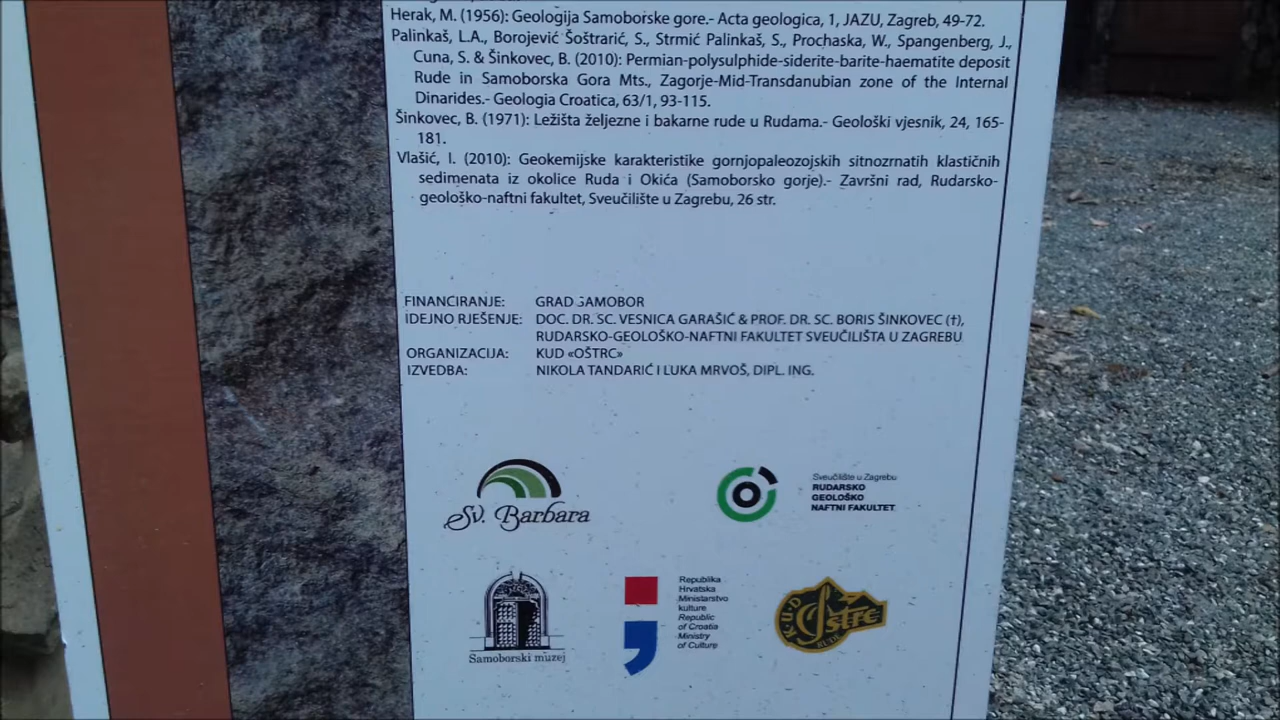 Herak, M. (1956): Geologija Samoborske gore.- Acta geologica, 1, JAZU, Zagreb, 49-72.
Palinkaš, L.A., Borojević Šoštrarić, S., Strmić Palinkaš, S., Prochaska, W., Spangenberg, J.,
Cuna, S. & Šinkovec, B. (2010): Permian-polysulphide-siderite-barite-haematite deposit
Rude in Samoborska Gora Mts., Zagorje-Mid-Transdanubian zone of the Internal
Dinarides.- Geologia Croatica, 63/1, 93-115.
Šinkovec, B. (1971): Ležišta željezne i bakarne rude u Rudama.- Geološki vjesnik, 24, 165-
181.
Vlašić, I. (2010): Geokemijske karakteristike gornjopaleozojskih sitnozrnatih klastičnih
sedimenata iz okolice Ruda i Okića (Samoborsko gorje).- Završni rad, Rudarsko-
geološko-naftni fakultet, Sveučilište u Zagrebu, 26 str.
FINANCIRANJE: GRAD SAMOBOR
IDEJNO RJEŠENJE: DOC. DR. SC. VESNICA GARAŠIĆ & PROF. DR. SC. BORIS ŠINKOVEC (†),
RUDARSKO-GEOLOŠKO-NAFTNI FAKULTET SVEUČILIŠTA U ZAGREBU
ORGANIZACIJA: KUD «OŠTRC»
IZVEDBA: NIKOLA TANDARIĆ I LUKA MRVOŠ, DIPL. ING.
Sv. Barbara
Sveučilište u Zagrebu
RUDARSKO
GEOLOŠKO
NAFTNI FAKULTET
Samoborski muzej
Republika
Hrvatska
Ministarstvo
kulture
Republic
of Croatia
Ministry
of Culture
K.U.D
Oštrc
RUDE